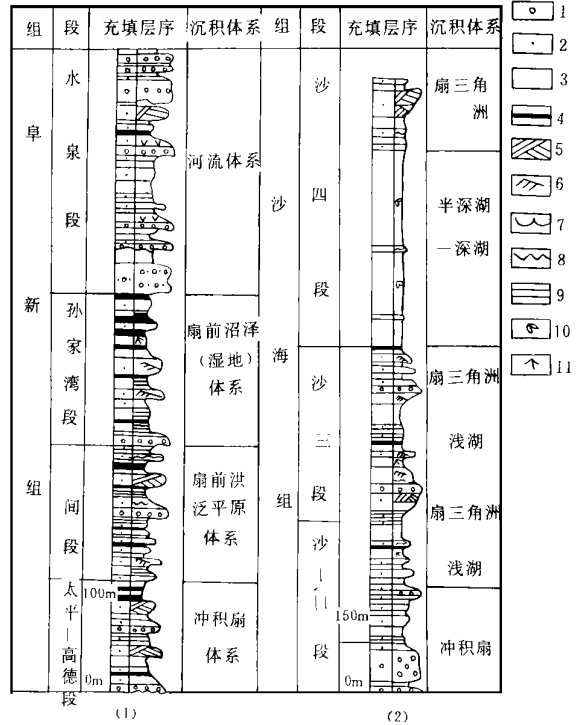 组 段 充填层序 沉积体系 组 段 充填层序 沉积体系
阜新组
水泉段
孙家湾段
间段
太平—高德段
100m
0m
河流体系
扇前沼泽
(湿地)
体系
扇前洪
泛平原
体系
冲积扇
体系
(1)
沙海组
沙四段
沙三段
沙
段
150m
0m
扇三角
洲
半深湖
—深湖
扇三角洲
浅湖
扇三角洲
浅湖
冲积扇
(2)
1
2
3
4
5
6
7
8
9
10
11